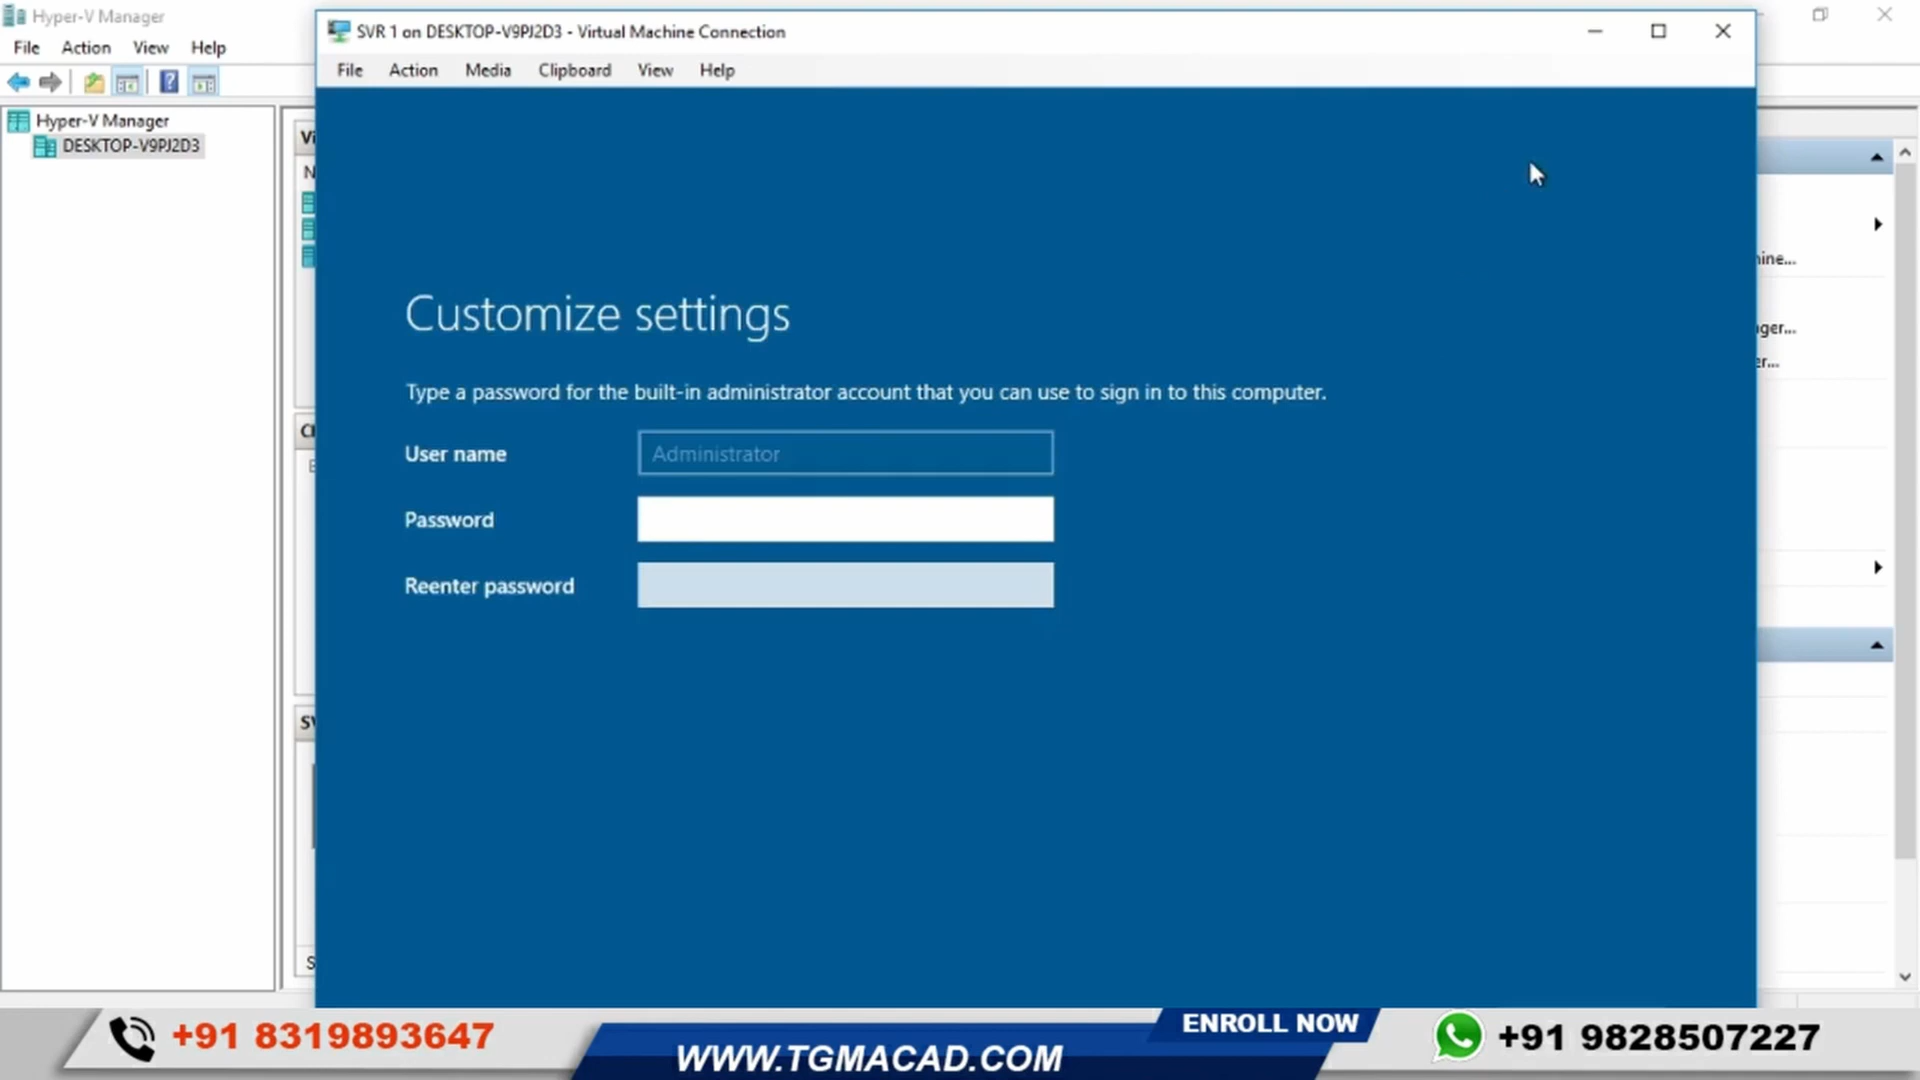 Hyper-V Manager
File Action View Help
Hyper-V Manager
DESKTOP-V9PJ2D3
SVR 1 on DESKTOP-V9PJ2D3 - Virtual Machine Connection
File Action Media Clipboard View Help
Customize settings
Type a password for the built-in administrator account that you can use to sign in to this computer.
User name
Administrator
Password
Reenter password
+91 8319893647
WWW.TGMACAD.COM
ENROLL NOW
+91 9828507227